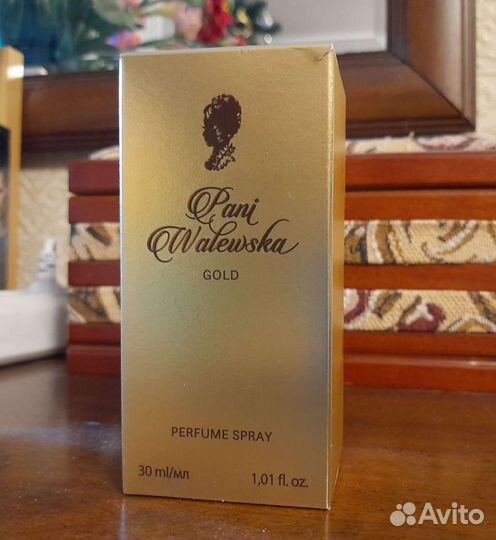 Pani
Walewska
GOLD
PERFUME SPRAY
30 ml/мл 1,01 fl. oz.
Avito